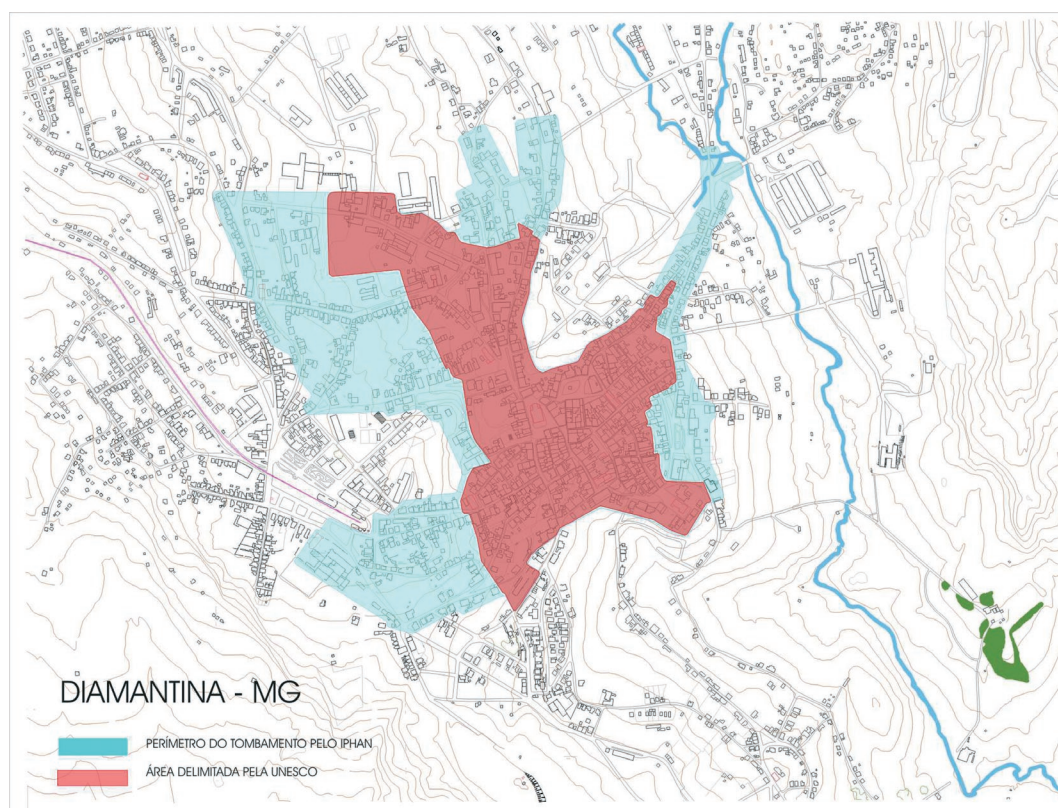 DIAMANTINA - MG
PERÍMETRO DO TOMBAMENTO PELO IPHAN
ÁREA DELIMITADA PELA UNESCO